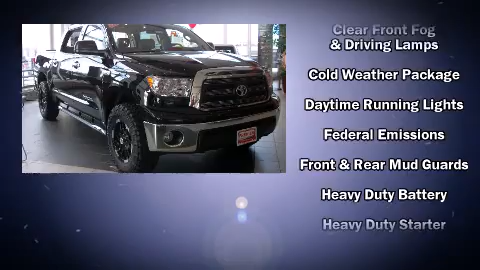 Clear Front Fog
& Driving Lamps
Cold Weather Package
Daytime Running Lights
Federal Emissions
Front & Rear Mud Guards
Heavy Duty Battery
Heavy Duty Starter